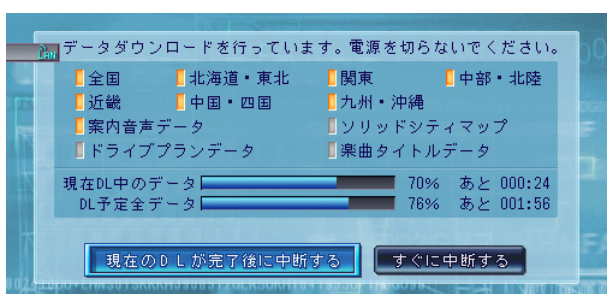 LAN
データダウンロードを行っています。電源を切らないでください。
全国 北海道・東北 関東 中部・北陸
近畿 中国・四国 九州・沖縄
案内音声データ ソリッドシティマップ
ドライブプランデータ 楽曲タイトルデータ
現在DL中のデータ 70% あと 000:24
DL予定全データ 76% あと 001:56
現在のDLが完了後に中断する すぐに中断する